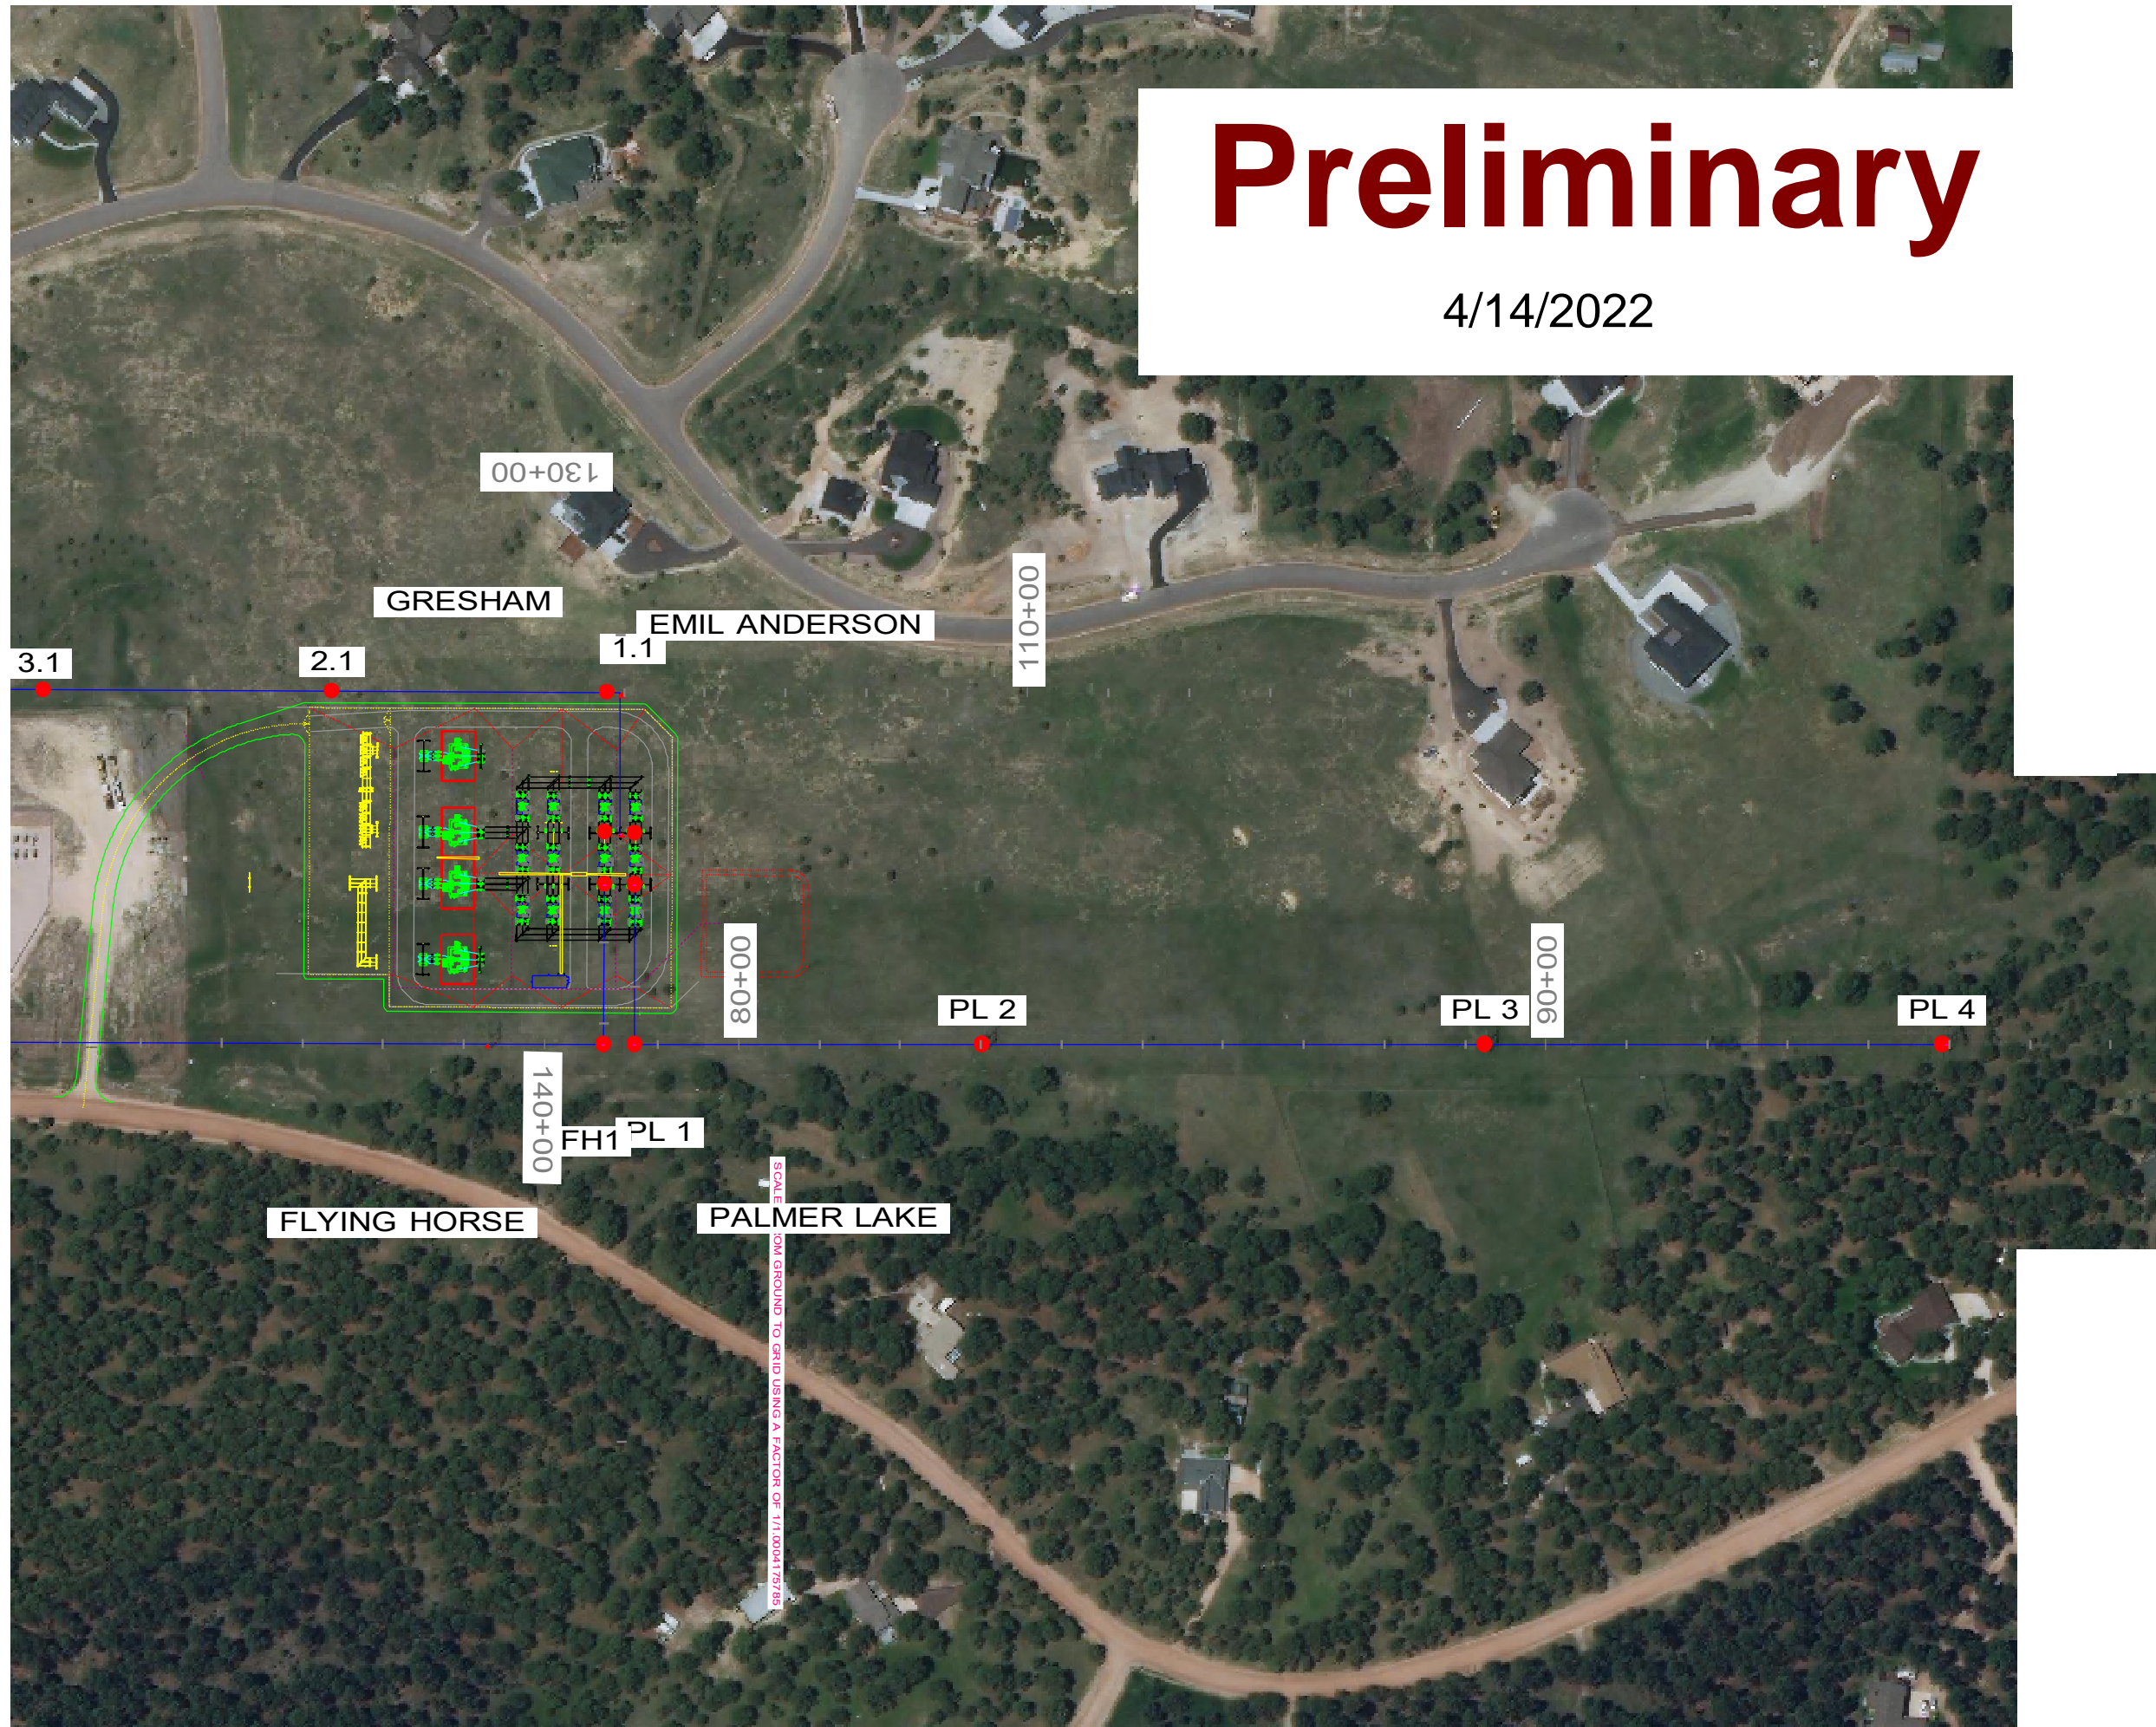 Preliminary
4/14/2022
130+00
GRESHAM
EMIL ANDERSON
110+00
3.1
2.1
1.1
80+00
PL 2
PL 3
90+00
PL 4
140+00
FH1
PL 1
FLYING HORSE
PALMER LAKE
SCALE OM GROUND TO GRID USING A FACTOR OF 1/1.0004175785